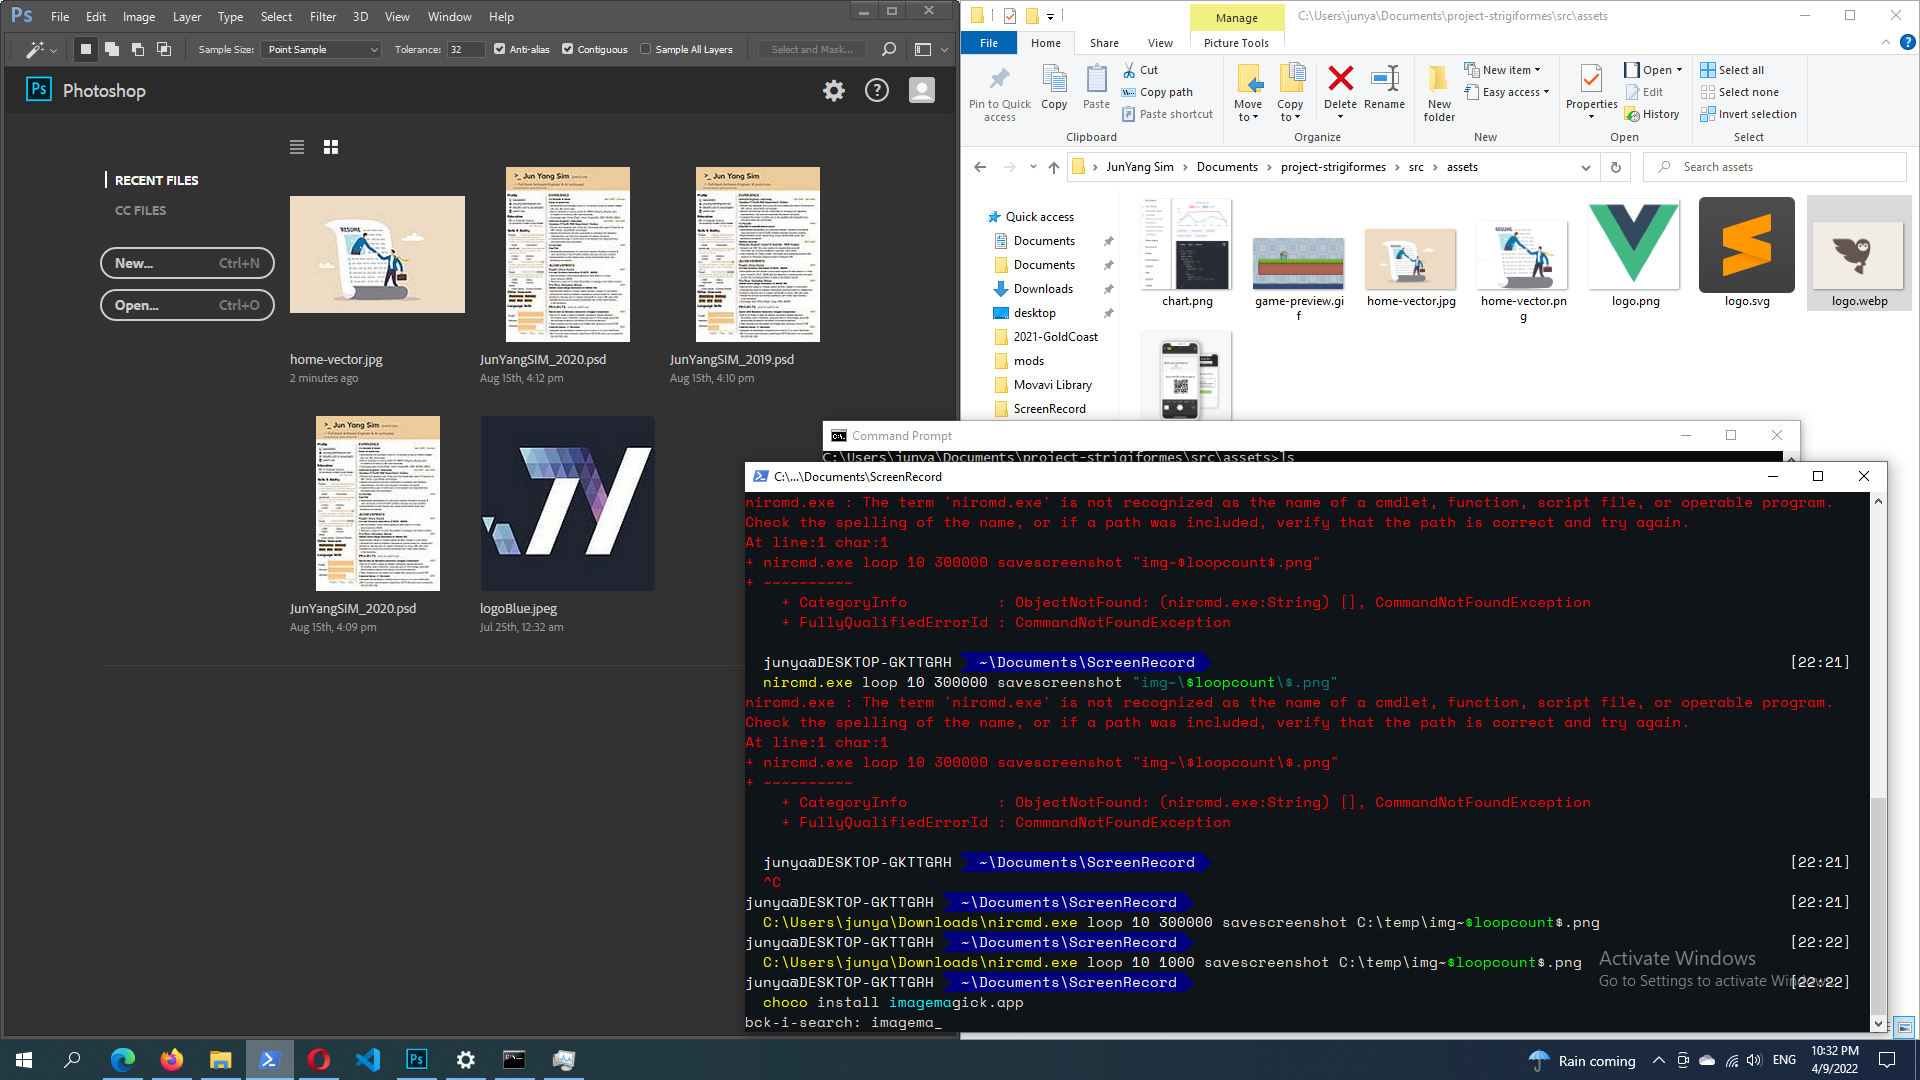 Ps File Edit Image Layer Type Select Filter 3D View Window Help
Sample Size: Point Sample Tolerance: 32 Anti-alias Contiguous Sample All Layers Select and Mask...
Ps Photoshop
RECENT FILES
CC FILES
New... Ctrl+N
Open... Ctrl+O
home-vector.jpg
2 minutes ago
JunYangSIM_2020.psd
Aug 15th, 4:12 pm
JunYangSIM_2019.psd
Aug 15th, 4:10 pm
JunYangSIM_2020.psd
Aug 15th, 4:09 pm
logoBlue.jpeg
Jul 25th, 12:32 am
Manage
C:\Users\junya\Documents\project-strigiformes\src\assets
File Home Share View Picture Tools
Pin to Quick access
Copy
Paste
Cut
Copy path
Paste shortcut
Clipboard
Move to
Copy to
Delete
Rename
Organize
New folder
New item
Easy access
New
Properties
Open
Edit
History
Open
Select all
Select none
Invert selection
Select
JunYang Sim > Documents > project-strigiformes > src > assets
Search assets
Quick access
Documents
Documents
Downloads
desktop
2021-GoldCoast
mods
Movavi Library
ScreenRecord
chart.png
game-preview.gif
home-vector.jpg
home-vector.png
logo.png
logo.svg
logo.webp
Command Prompt
C:\Users\junya\Documents\project-strigiformes\src\assets>ls
C:\...\Documents\ScreenRecord
nircmd.exe : The term 'nircmd.exe' is not recognized as the name of a cmdlet, function, script file, or operable program.
Check the spelling of the name, or if a path was included, verify that the path is correct and try again.
At line:1 char:1
+ nircmd.exe loop 10 300000 savescreenshot "img~$loopcount$.png"
+ ~~~~~~~~~~
+ CategoryInfo : ObjectNotFound: (nircmd.exe:String) [], CommandNotFoundException
+ FullyQualifiedErrorId : CommandNotFoundException
junya@DESKTOP-GKTTGRH ~\Documents\ScreenRecord [22:21]
nircmd.exe loop 10 300000 savescreenshot "img~\$loopcount\$.png"
nircmd.exe : The term 'nircmd.exe' is not recognized as the name of a cmdlet, function, script file, or operable program.
Check the spelling of the name, or if a path was included, verify that the path is correct and try again.
At line:1 char:1
+ nircmd.exe loop 10 300000 savescreenshot "img~\$loopcount\$.png"
+ ~~~~~~~~~~
+ CategoryInfo : ObjectNotFound: (nircmd.exe:String) [], CommandNotFoundException
+ FullyQualifiedErrorId : CommandNotFoundException
junya@DESKTOP-GKTTGRH ~\Documents\ScreenRecord [22:21]
^C
junya@DESKTOP-GKTTGRH ~\Documents\ScreenRecord [22:21]
C:\Users\junya\Downloads\nircmd.exe loop 10 300000 savescreenshot C:\temp\img~$loopcount$.png
junya@DESKTOP-GKTTGRH ~\Documents\ScreenRecord [22:22]
C:\Users\junya\Downloads\nircmd.exe loop 10 1000 savescreenshot C:\temp\img~$loopcount$.png
junya@DESKTOP-GKTTGRH ~\Documents\ScreenRecord [22:22]
choco install imagemagick.app
bck-i-search: imagema_
Activate Windows
Go to Settings to activate Windows.
Rain coming
ENG
10:32 PM
4/9/2022